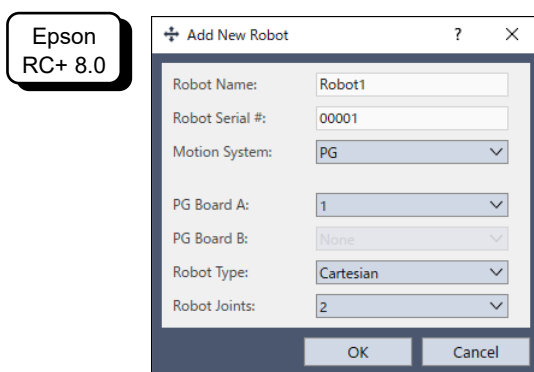 Epson
RC+ 8.0
Add New Robot ?
Robot Name: Robot1
Robot Serial #: 00001
Motion System: PG
PG Board A: 1
PG Board B: None
Robot Type: Cartesian
Robot Joints: 2
OK Cancel